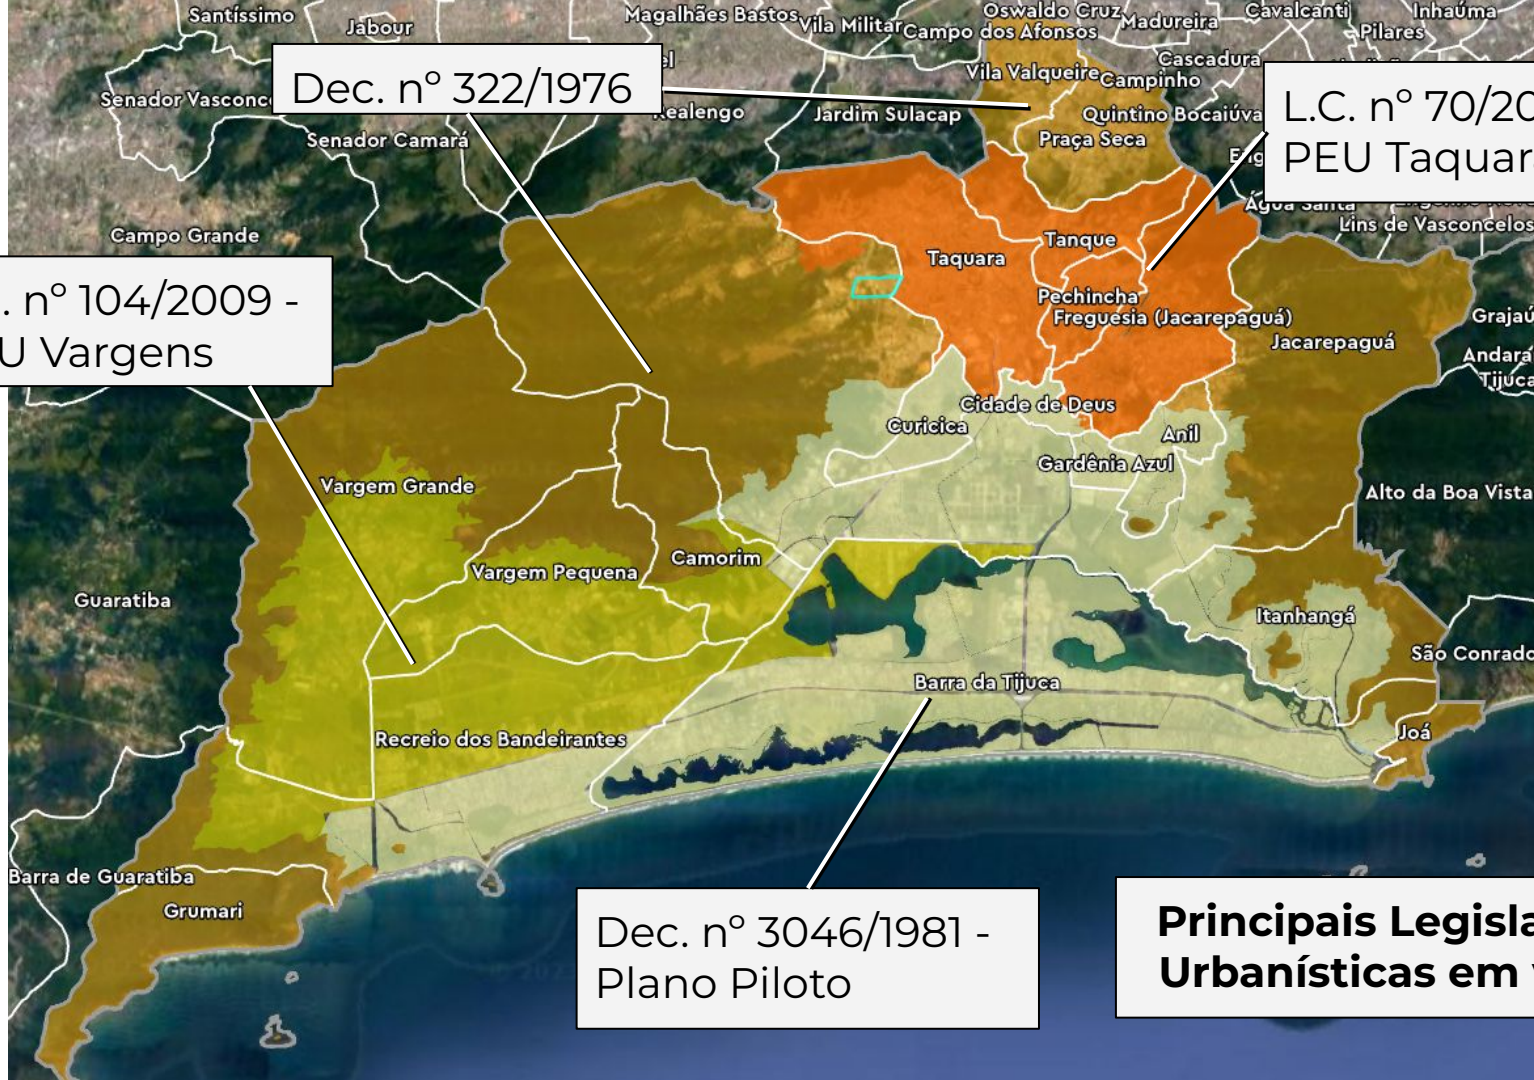 Santíssimo
Jabour
Magalhães Bastos
Vila Militar
Oswaldo Cruz
Campo dos Afonsos
Madureira
Cavalcanti
Inhaúma
Pilares
Dec. nº 322/1976
Senador Vasconce
Senador Camará
Realengo
Jardim Sulacap
Vila Valqueire
Campinho
Cascadura
Quintino Bocaiúva
Praça Seca
L.C. nº 70/20
PEU Taquar
Água Santa
Lins de Vasconcelos
Campo Grande
Taquara
Tanque
Pechincha
Freguesia (Jacarepaguá)
Jacarepaguá
Grajaú
Andara
Tijuca
. nº 104/2009 -
U Vargens
Cidade de Deus
Curicica
Anil
Gardênia Azul
Vargem Grande
Alto da Boa Vista
Vargem Pequena
Camorim
Guaratiba
Itanhangá
São Conrado
Barra da Tijuca
Recreio dos Bandeirantes
Joá
Barra de Guaratiba
Grumari
Dec. nº 3046/1981 -
Plano Piloto
Principais Legisla
Urbanísticas em